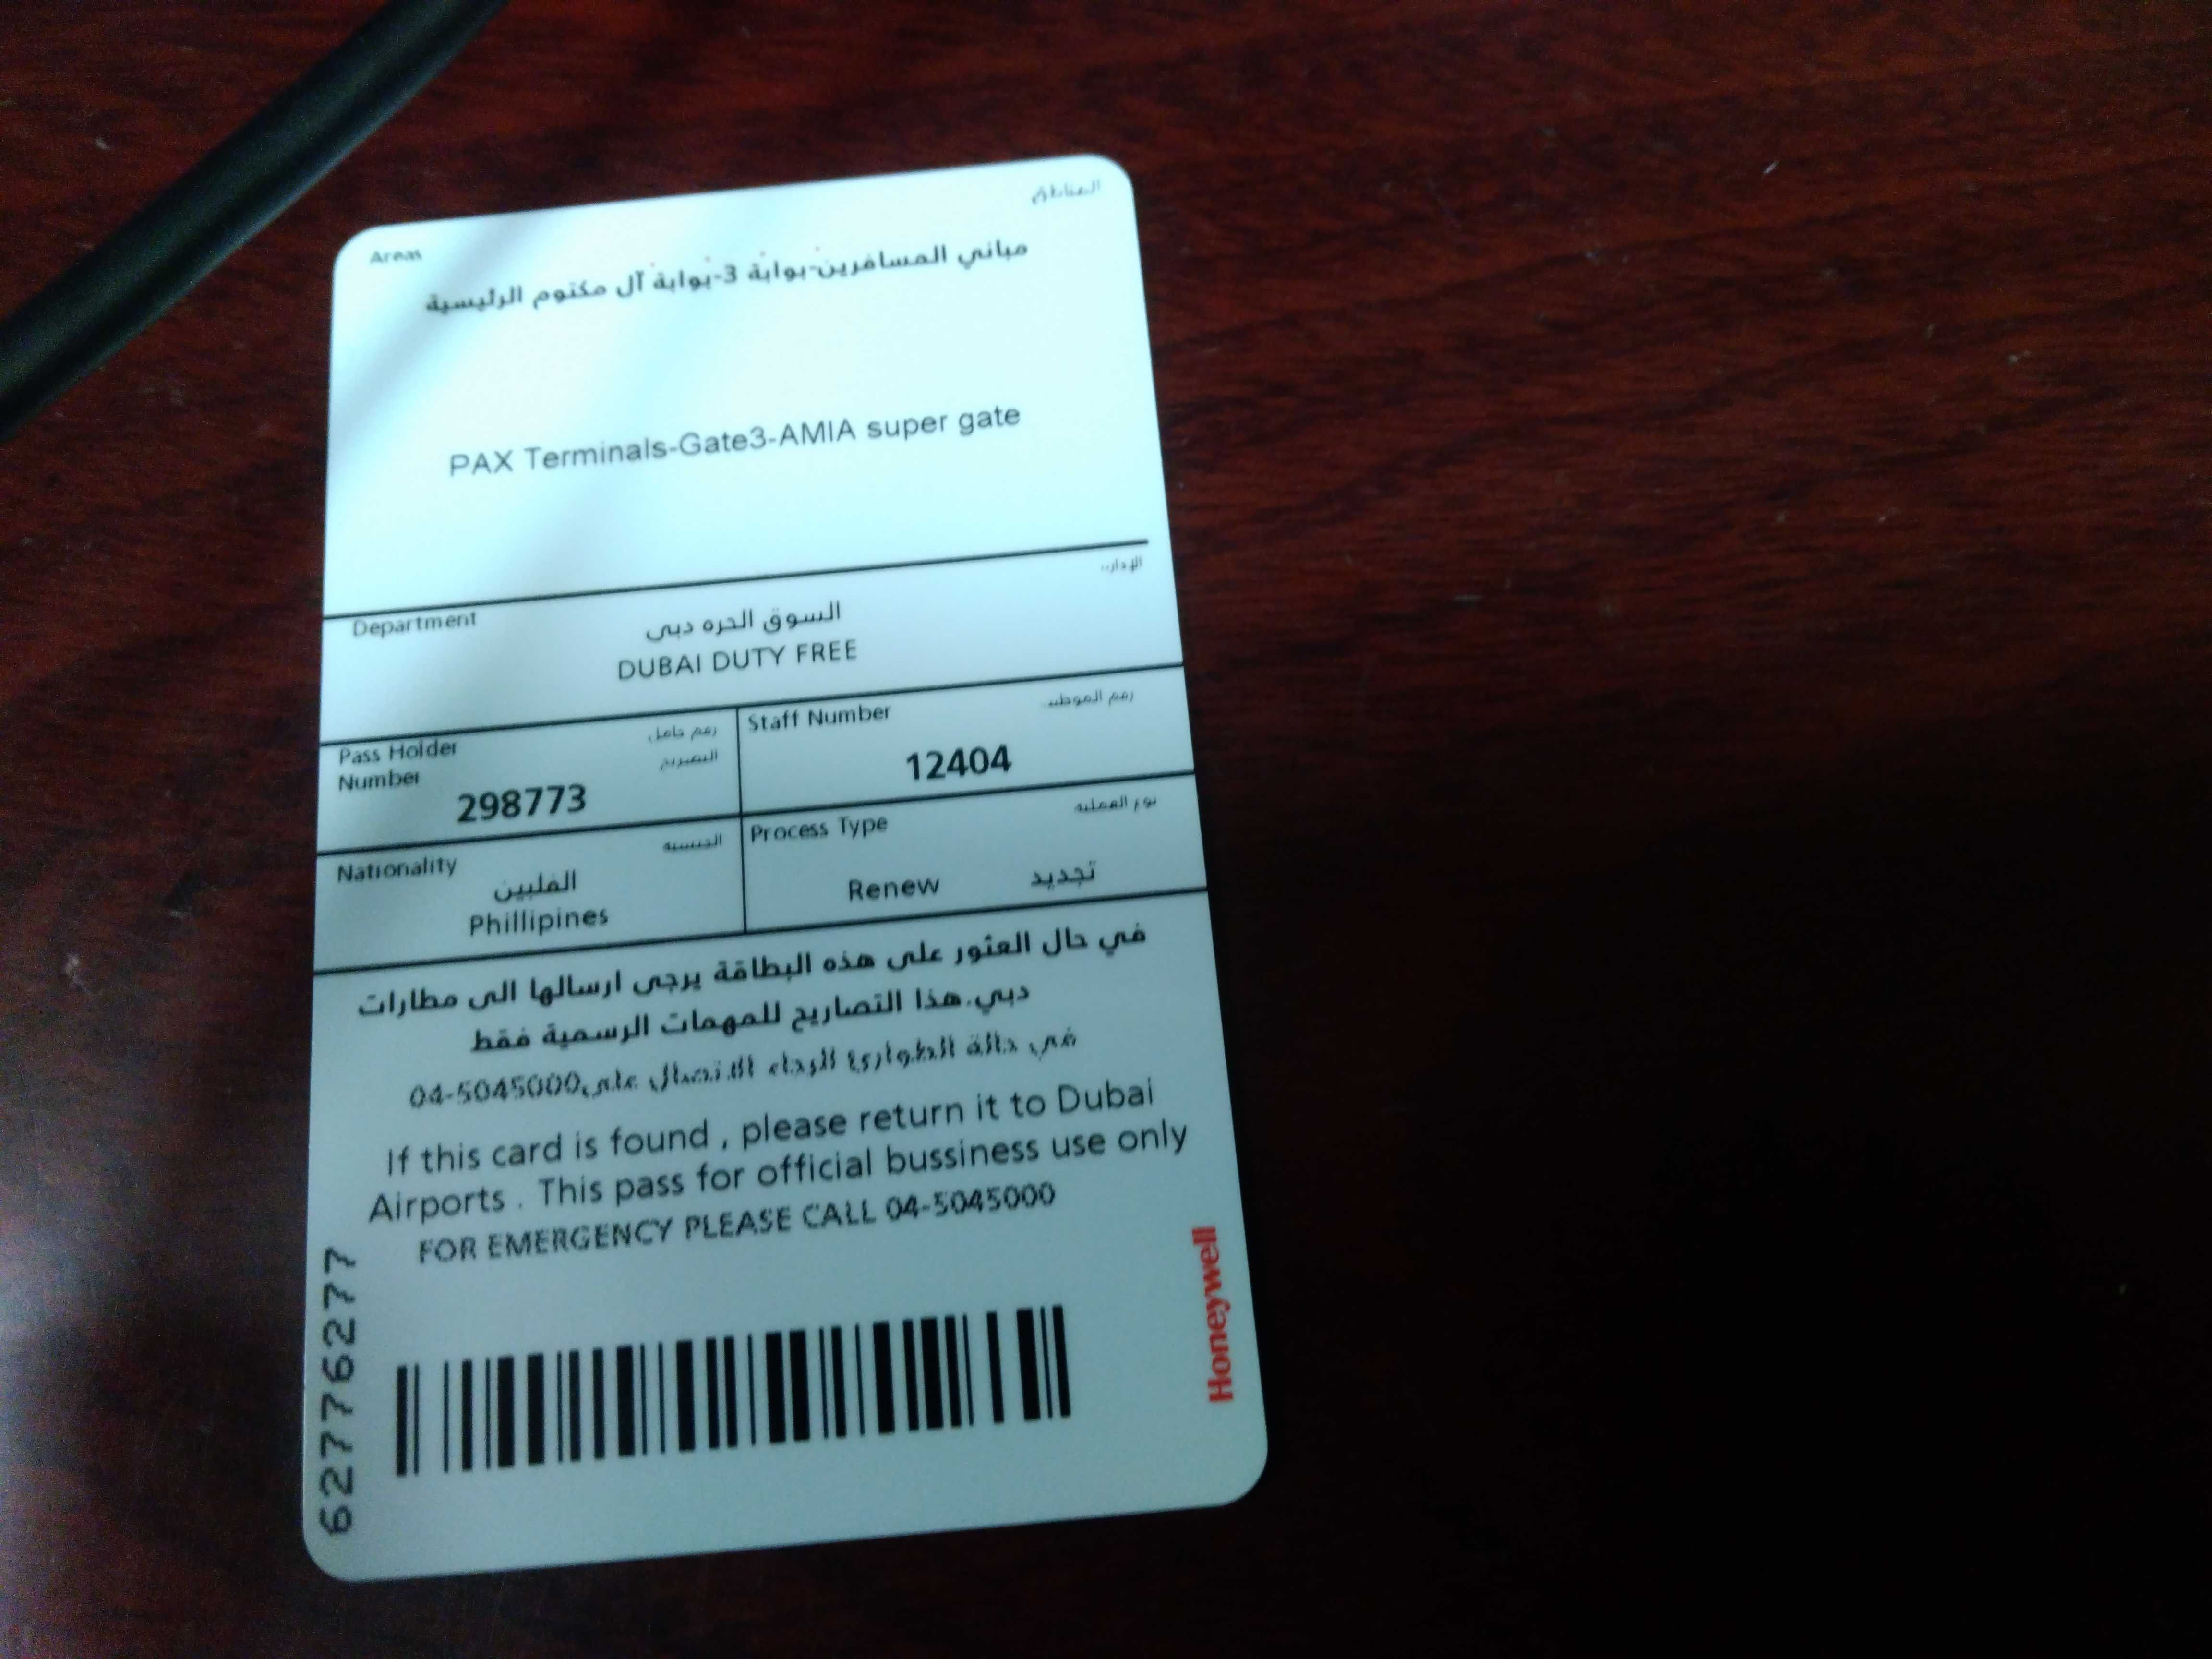 Areas المناطق
مباني المسافرين-بوابة 3-بوابة آل مكتوم الرئيسية
PAX Terminals-Gate3-AMIA super gate
Department
السوق الحره دبى
DUBAI DUTY FREE
Pass Holder رقم حامل
Number التصريح
298773
Staff Number
12404
Nationality الجنسية
الفلبين
Phillipines
Process Type نوع العملية
Renew تجديد
في حال العثور على هذه البطاقة يرجى ارسالها الى مطارات
دبي.هذا التصاريح للمهمات الرسمية فقط
في حالة الطوارئ الرجاء الاتصال على04-5045000
If this card is found , please return it to Dubai
Airports . This pass for official bussiness use only
FOR EMERGENCY PLEASE CALL 04-5045000
62776277
Honeywell